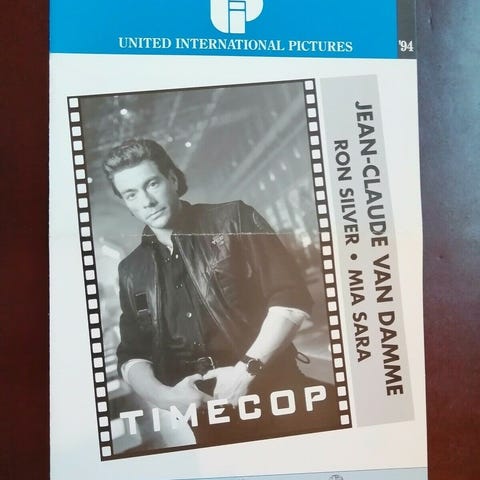 UNITED INTERNATIONAL PICTURES
'94
JEAN-CLAUDE VAN DAMME
RON SILVER • MIA SARA
TIMECOP